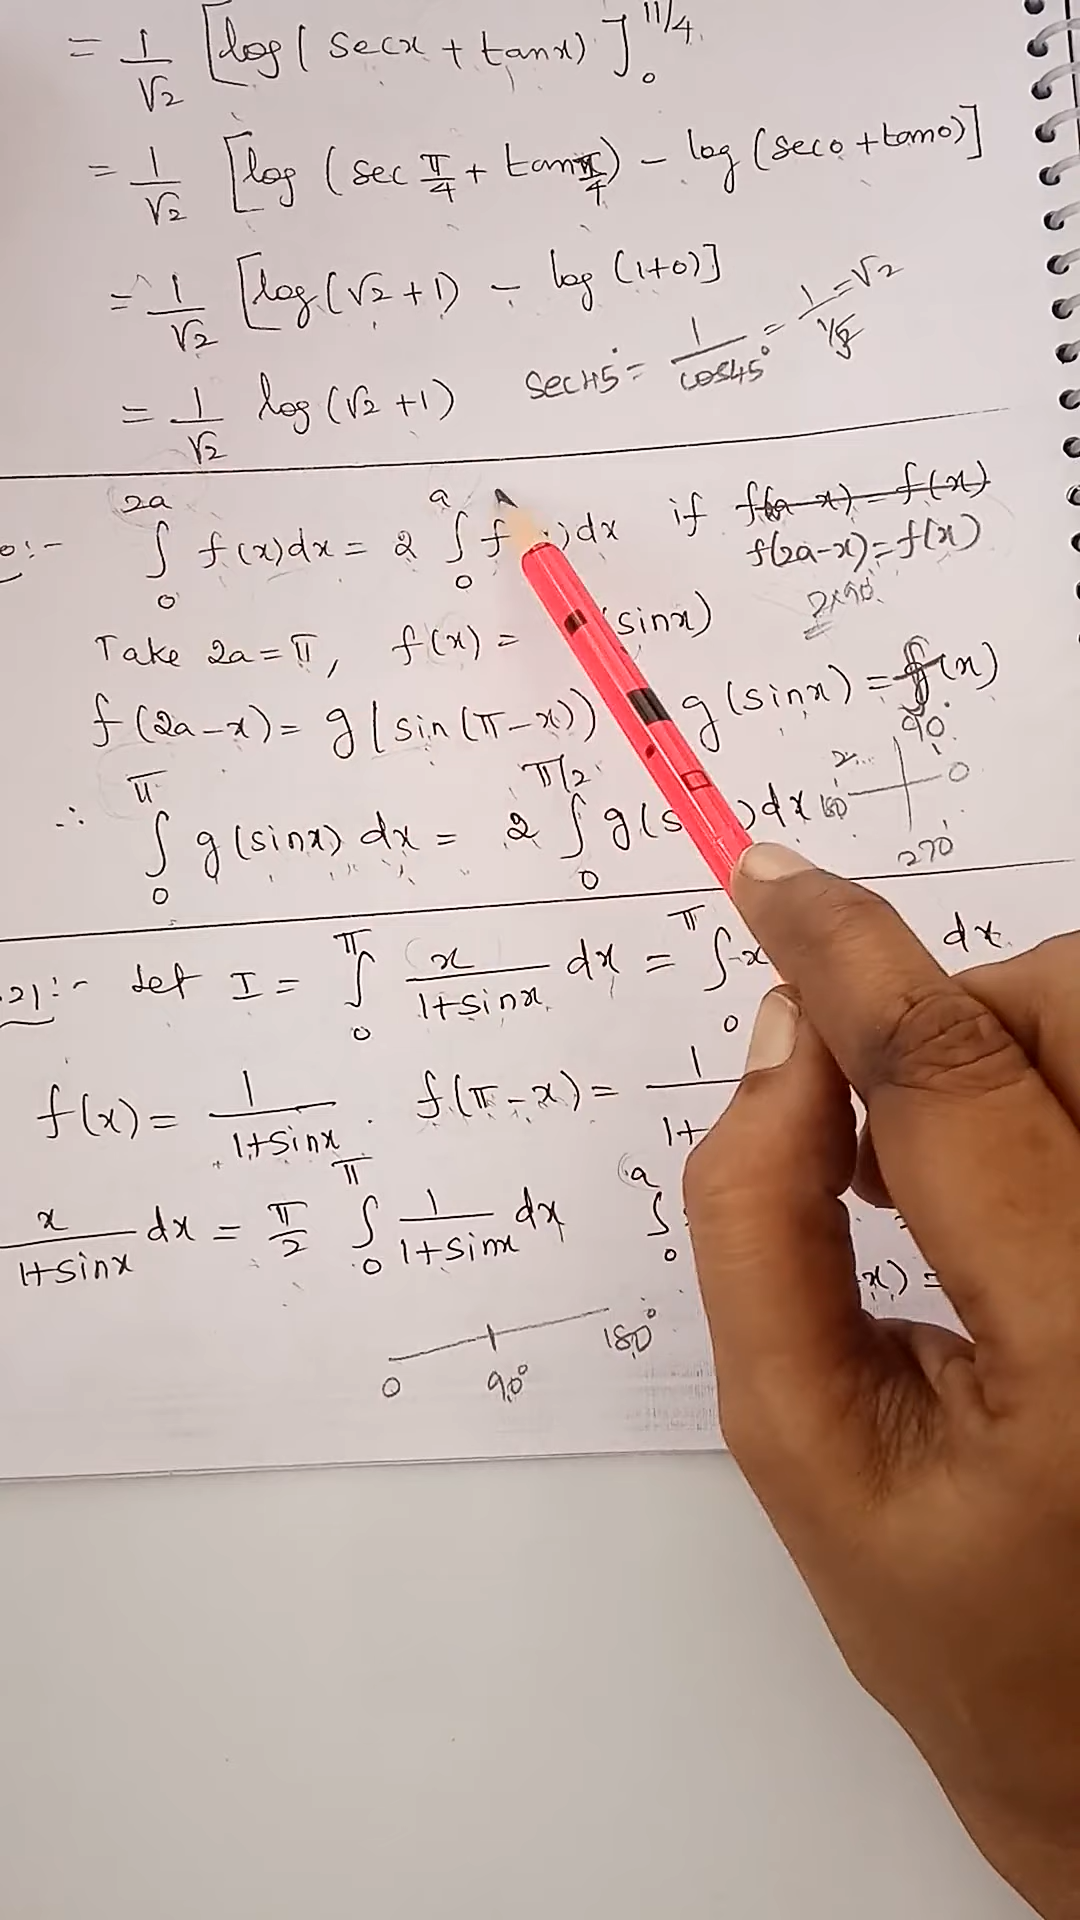 = 1/√2 [log( secx + tanx) ]₀^π/4
= 1/√2 [log (sec π/4 + tan π/4) - log (sec0 + tan0)]
= 1/√2 [log(√2 + 1) - log (1+0)]
= 1/√2 log(√2 + 1) sec45° = 1/cos45° = 1/1/√2 = √2
:- ∫₀^2a f(x)dx = 2 ∫₀^a f )dx if f(a-x) = f(x)
f(2a-x) = f(x)
2x90
Take 2a = π, f(x) = (sinx)
f(2a-x) = g(sin(π-x)) g(sinx) = f(x)
∴ ∫₀^π g(sinx) dx = 2 ∫₀^π/2 g(s )dx
90 0 180 270
21:- Let I = ∫₀^π x/1+sinx dx = ∫₀^π x dx
f(x) = 1/1+sinx . f(π-x) = 1/1+
x/1+sinx dx = π/2 ∫₀^π 1/1+sinx dx ∫₀^a
x) =
0 90° 180°